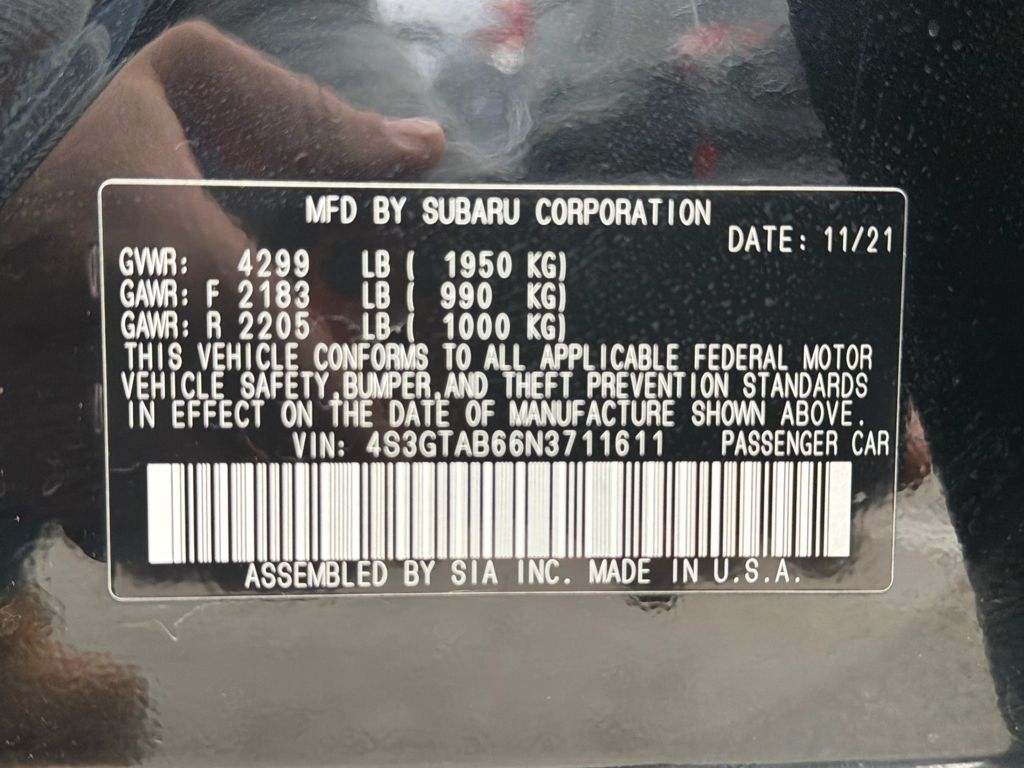 MFD BY SUBARU CORPORATION
DATE: 11/21
GVWR: 4299 LB ( 1950 KG)
GAWR: F 2183 LB ( 990 KG)
GAWR: R 2205 LB ( 1000 KG)
THIS VEHICLE CONFORMS TO ALL APPLICABLE FEDERAL MOTOR
VEHICLE SAFETY,BUMPER,AND THEFT PREVENTION STANDARDS
IN EFFECT ON THE DATE OF MANUFACTURE SHOWN ABOVE.
VIN: 4S3GTAB66N3711611 PASSENGER CAR
ASSEMBLED BY SIA INC. MADE IN U.S.A.